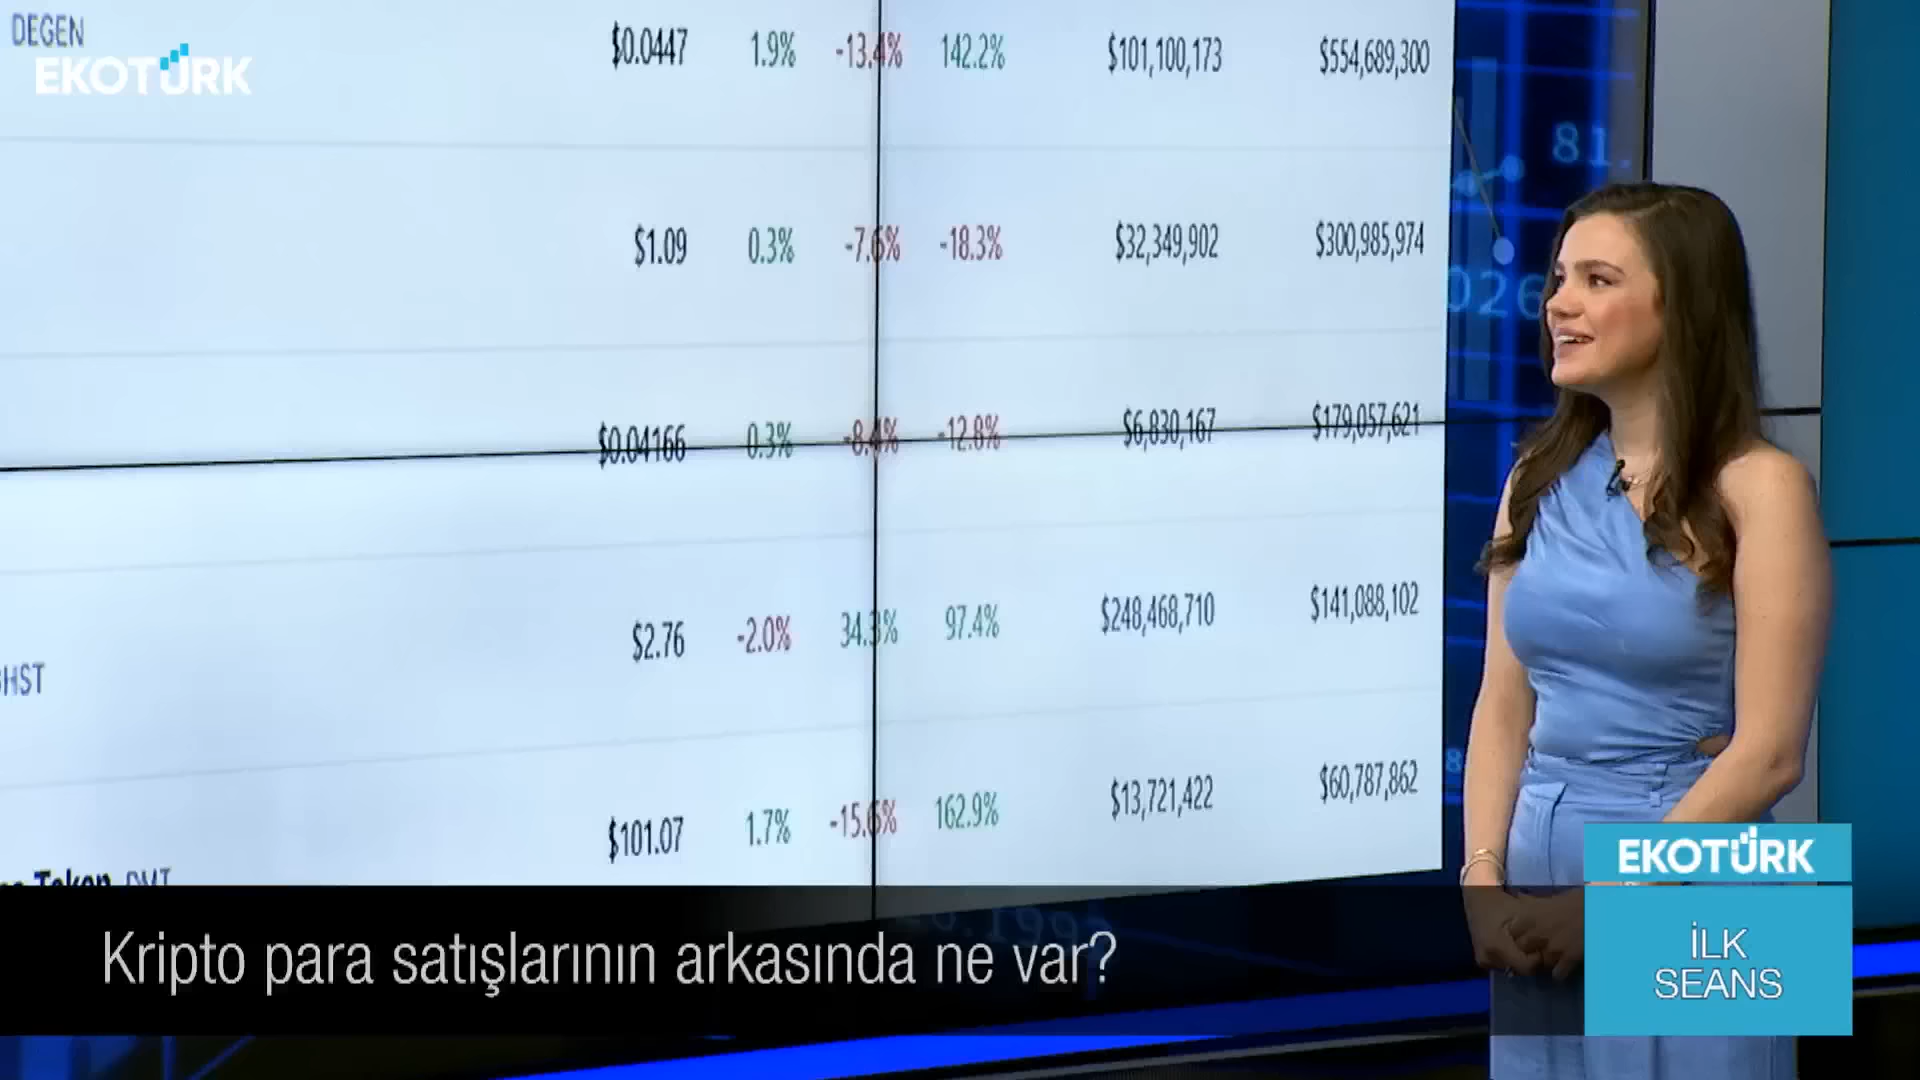 DEGEN
EKOTÜRK
$0.0447 1.9% -13.4% 142.2% $101,100,173 $554,689,300
81.
$1.09 0.3% -7.6% -18.3% $32,349,902 $300,985,974
026
$0.04166 0.3% -8.4% -12.8% $6,830,167 $179,057,621
$2.76 -2.0% 34.3% 97.4% $248,468,710 $141,088,102
HST
$101.07 1.7% -15.6% 162.9% $13,721,422 $60,787,862
8
Token
EKOTÜRK
Kripto para satışlarının arkasında ne var?
İLK
SEANS